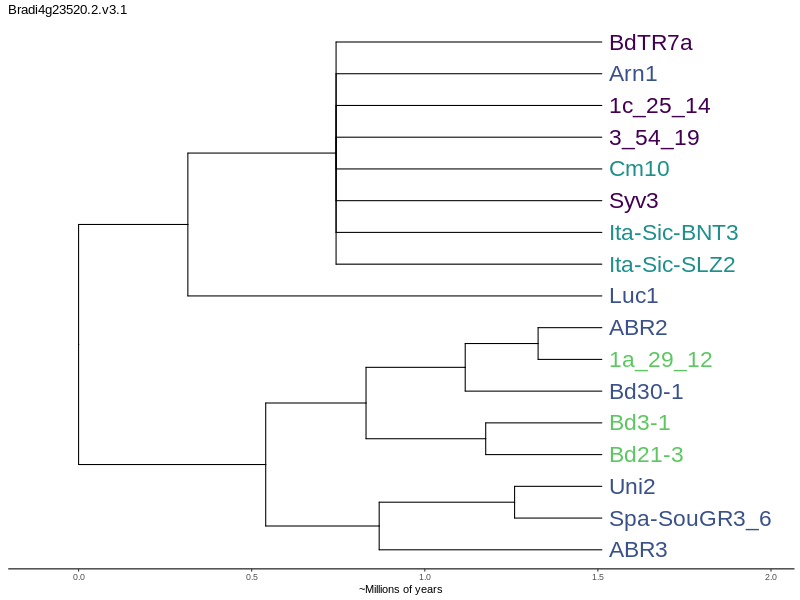 Bradi4g23520.2.v3.1
BdTR7a
Arn1
1c_25_14
3_54_19
Cm10
Syv3
Ita-Sic-BNT3
Ita-Sic-SLZ2
Luc1
ABR2
1a_29_12
Bd30-1
Bd3-1
Bd21-3
Uni2
Spa-SouGR3_6
ABR3
0.0 0.5 1.0 1.5 2.0
~Millions of years